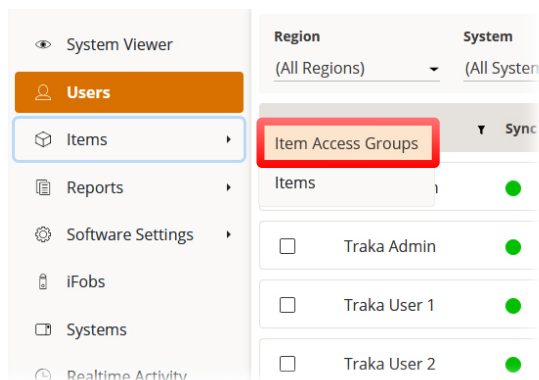 System Viewer
Users
Items
Reports
Software Settings
iFobs
Systems
Realtime Activity
Region System
(All Regions) (All System
Sync
Item Access Groups
Items
Traka Admin
Traka User 1
Traka User 2